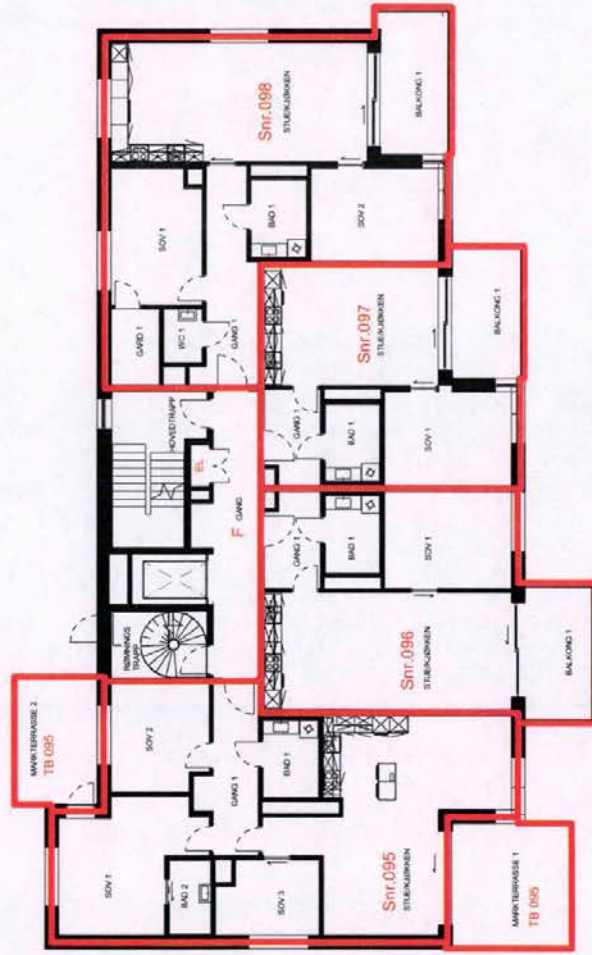 Snr.098
STUE/KJØKKEN
BALKONG 1
SOV 1
BAD 1
SOV 2
GARD 1
WC 1
GANG 1
Snr.097
STUE/KJØKKEN
BALKONG 1
GANG 1
BAD 1
SOV 1
HOVEDTRAPP
EL
F GANG
RØMNINGS
TRAPP
GANG 1
BAD 1
SOV 1
Snr.096
STUE/KJØKKEN
BALKONG 1
MARKTERRASSE 2
TB 095
SOV 2
GANG 1
BAD 1
SOV 1
BAD 2
SOV 3
Snr.095
STUE/KJØKKEN
MARKTERRASSE 1
TB 095